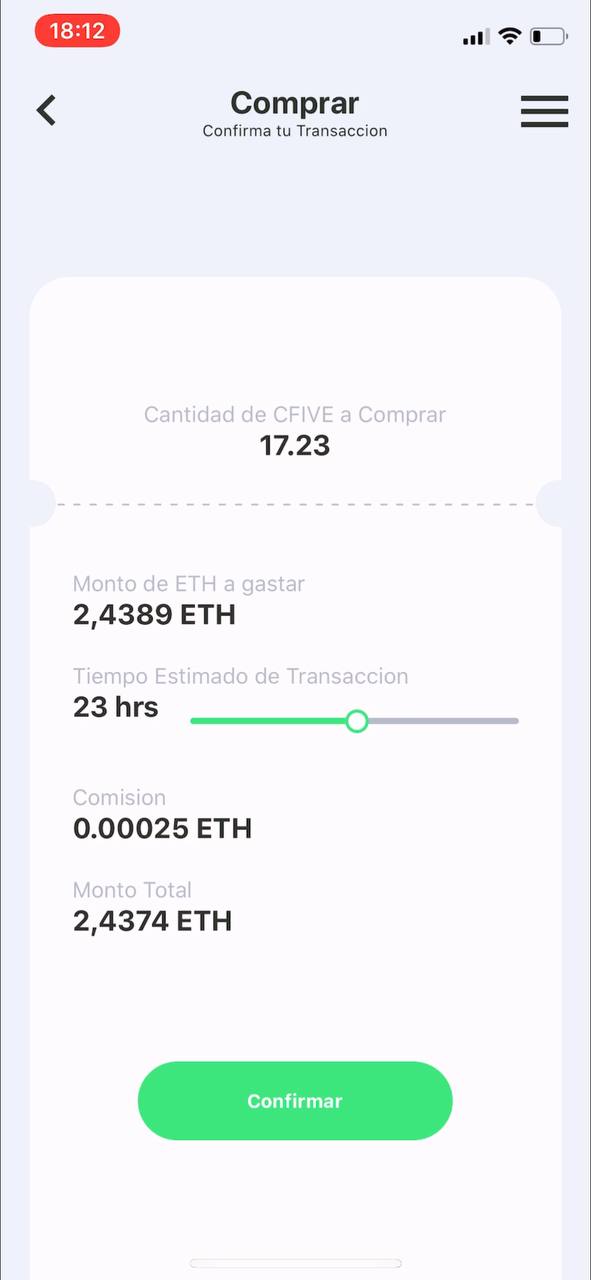 18:12
Comprar
Confirma tu Transaccion
Cantidad de CFIVE a Comprar
17.23
Monto de ETH a gastar
2,4389 ETH
Tiempo Estimado de Transaccion
23 hrs
Comision
0.00025 ETH
Monto Total
2,4374 ETH
Confirmar